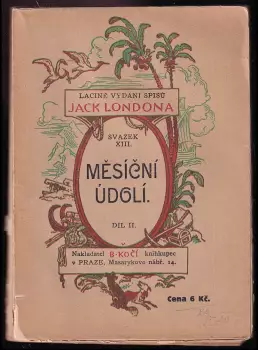 LACINÉ VYDÁNÍ SPISŮ
JACK LONDONA
SVAZEK
XIII.
MĚSÍČNÍ
ÚDOLÍ.
DÍL II.
Nakladatel B. KOČÍ knihkupec
v PRAZE, Masarykovo nábř. 14.
Cena 6 Kč.